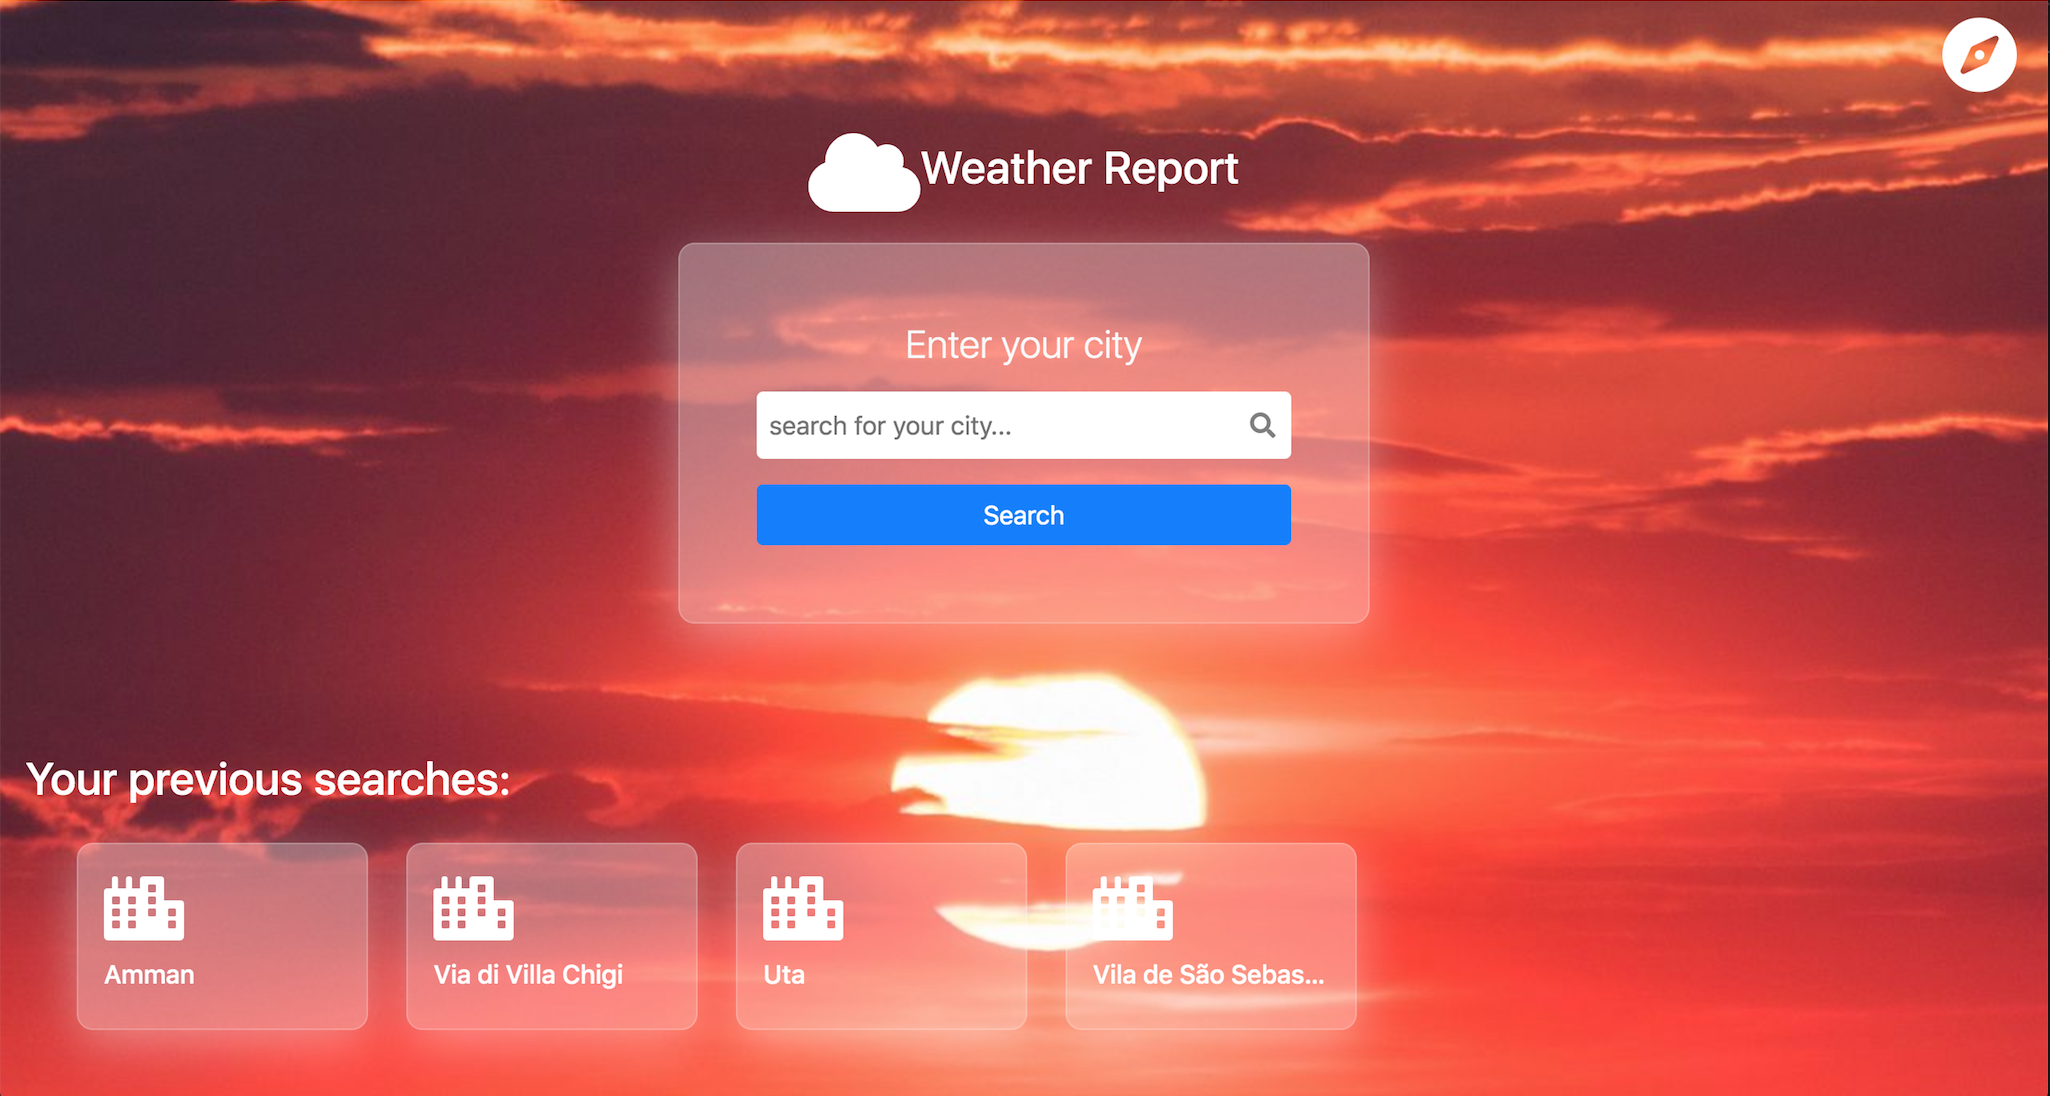 Weather Report
Enter your city
search for your city...
Search
Your previous searches:
Amman
Via di Villa Chigi
Uta
Vila de São Sebas...